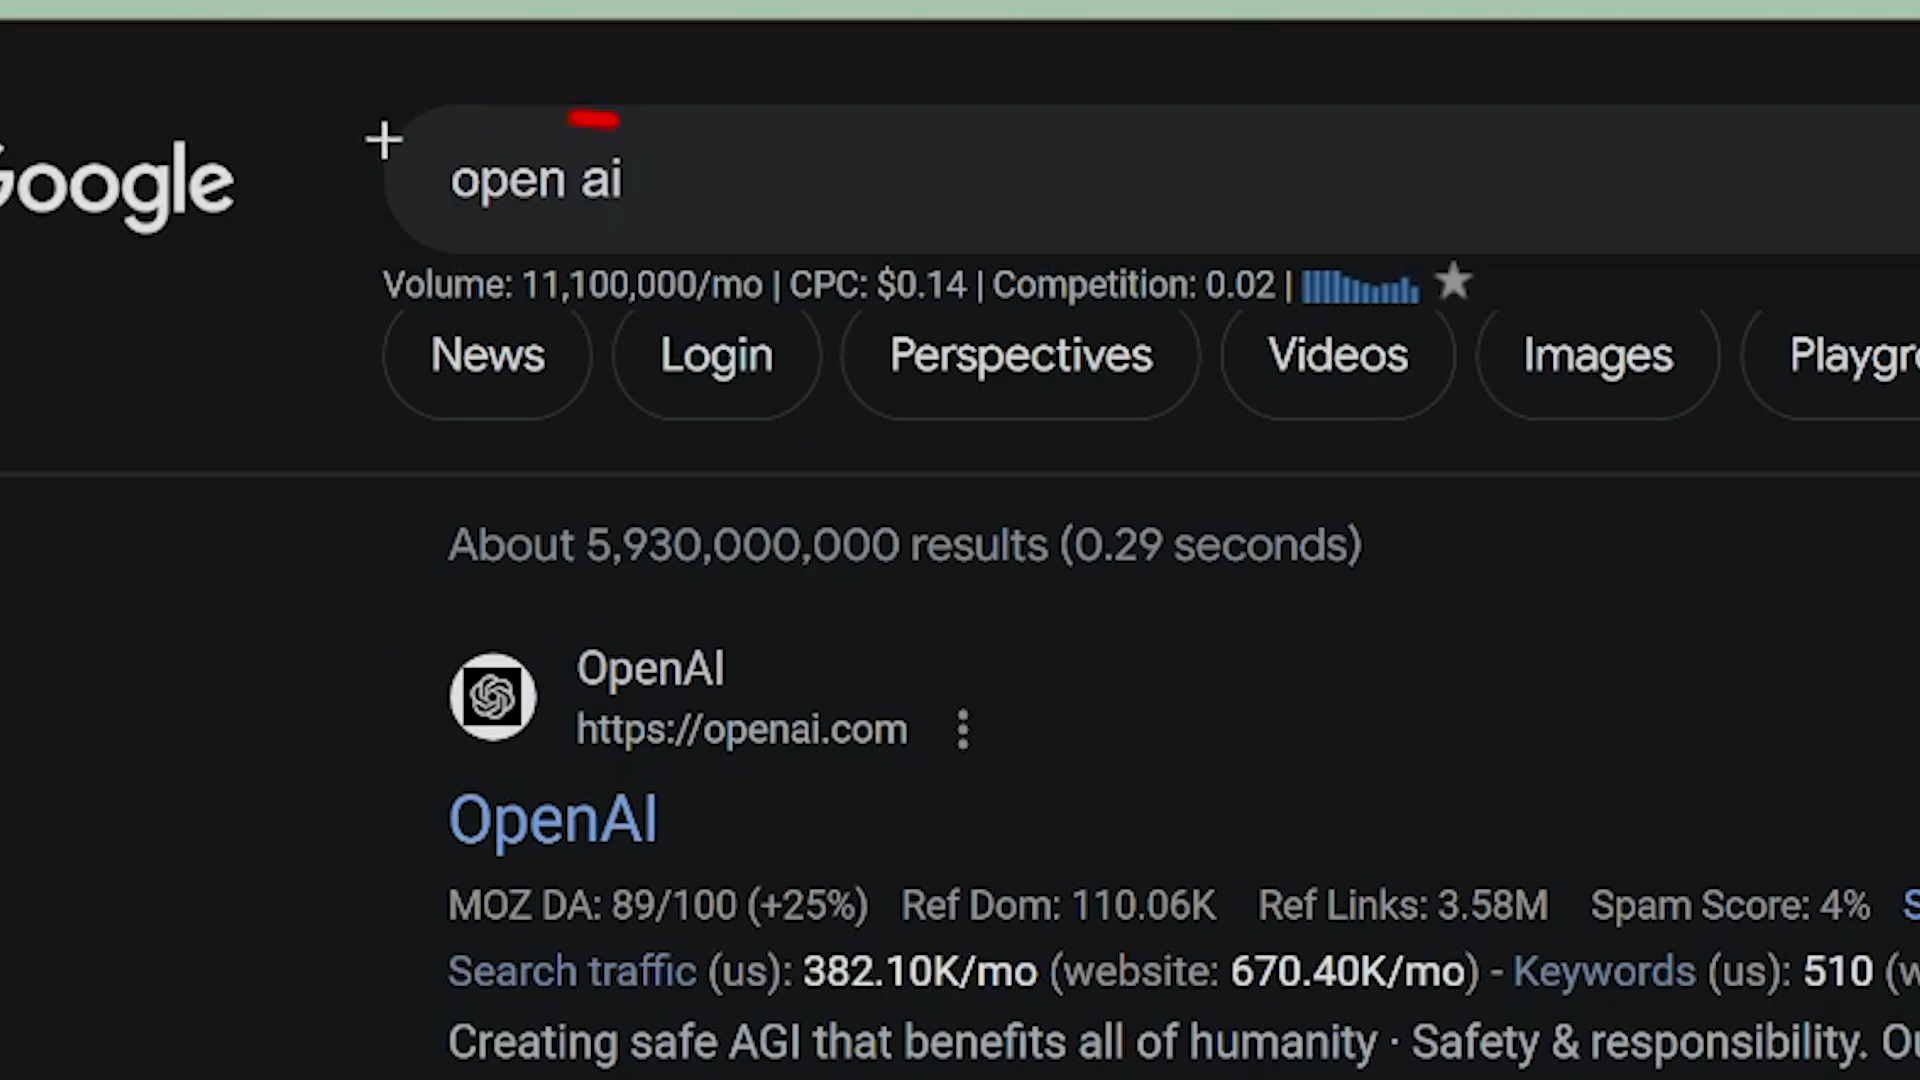 Google
open ai
Volume: 11,100,000/mo | CPC: $0.14 | Competition: 0.02 |
News Login Perspectives Videos Images Playgr
About 5,930,000,000 results (0.29 seconds)
OpenAI
https://openai.com
OpenAI
MOZ DA: 89/100 (+25%) Ref Dom: 110.06K Ref Links: 3.58M Spam Score: 4% S
Search traffic (us): 382.10K/mo (website: 670.40K/mo) - Keywords (us): 510 (w
Creating safe AGI that benefits all of humanity · Safety & responsibility. Ou